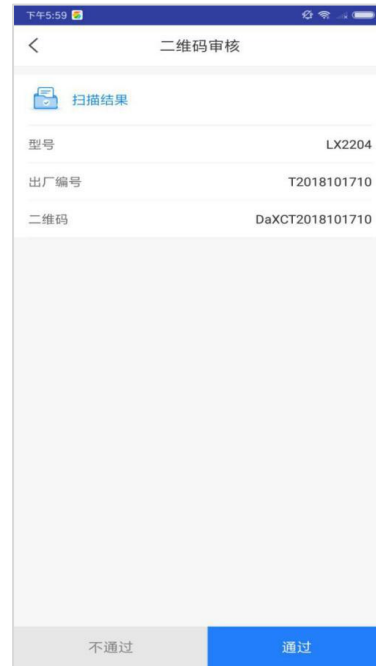 下午5:59
二维码审核
扫描结果
型号 LX2204
出厂编号 T2018101710
二维码 DaXCT2018101710
不通过 通过